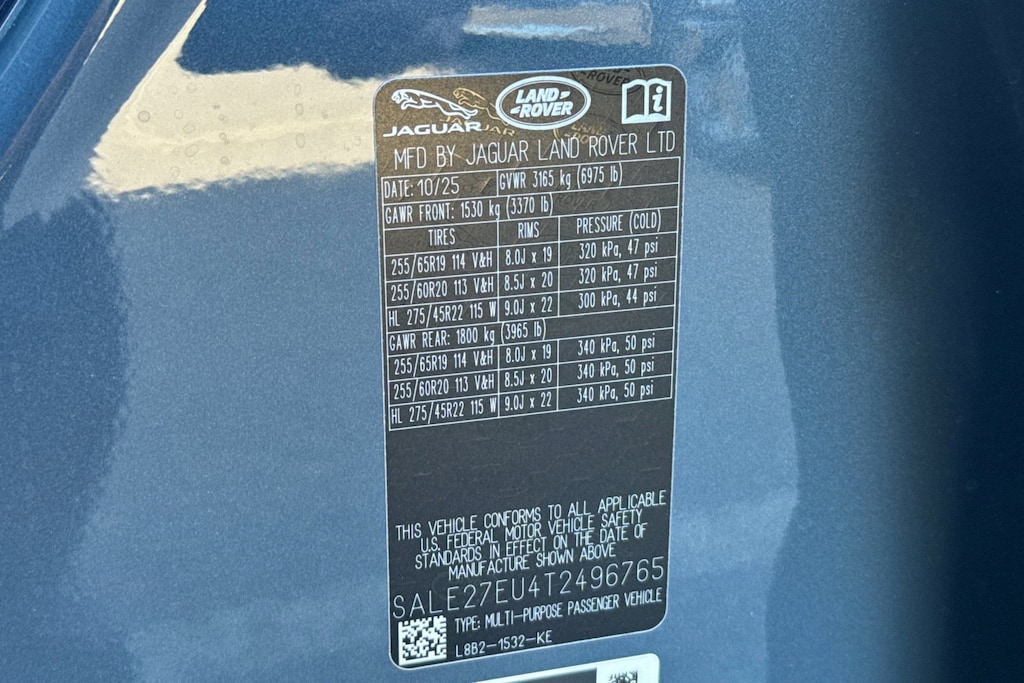 JAGUAR LAND ROVER
MFD BY JAGUAR LAND ROVER LTD
DATE: 10/25 GVWR 3165 kg (6975 lb)
GAWR FRONT: 1530 kg (3370 lb)
TIRES RIMS PRESSURE (COLD)
255/65R19 114 V&H 8.0J x 19 320 kPa, 47 psi
255/60R20 113 V&H 8.5J x 20 320 kPa, 47 psi
HL 275/45R22 115 W 9.0J x 22 300 kPa, 44 psi
GAWR REAR: 1800 kg (3965 lb)
255/65R19 114 V&H 8.0J x 19 340 kPa, 50 psi
255/60R20 113 V&H 8.5J x 20 340 kPa, 50 psi
HL 275/45R22 115 W 9.0J x 22 340 kPa, 50 psi
THIS VEHICLE CONFORMS TO ALL APPLICABLE
U.S. FEDERAL MOTOR VEHICLE SAFETY
STANDARDS IN EFFECT ON THE DATE OF
MANUFACTURE SHOWN ABOVE
SALE27EU4T2496765
TYPE: MULTI-PURPOSE PASSENGER VEHICLE
L8B2-1532-KE